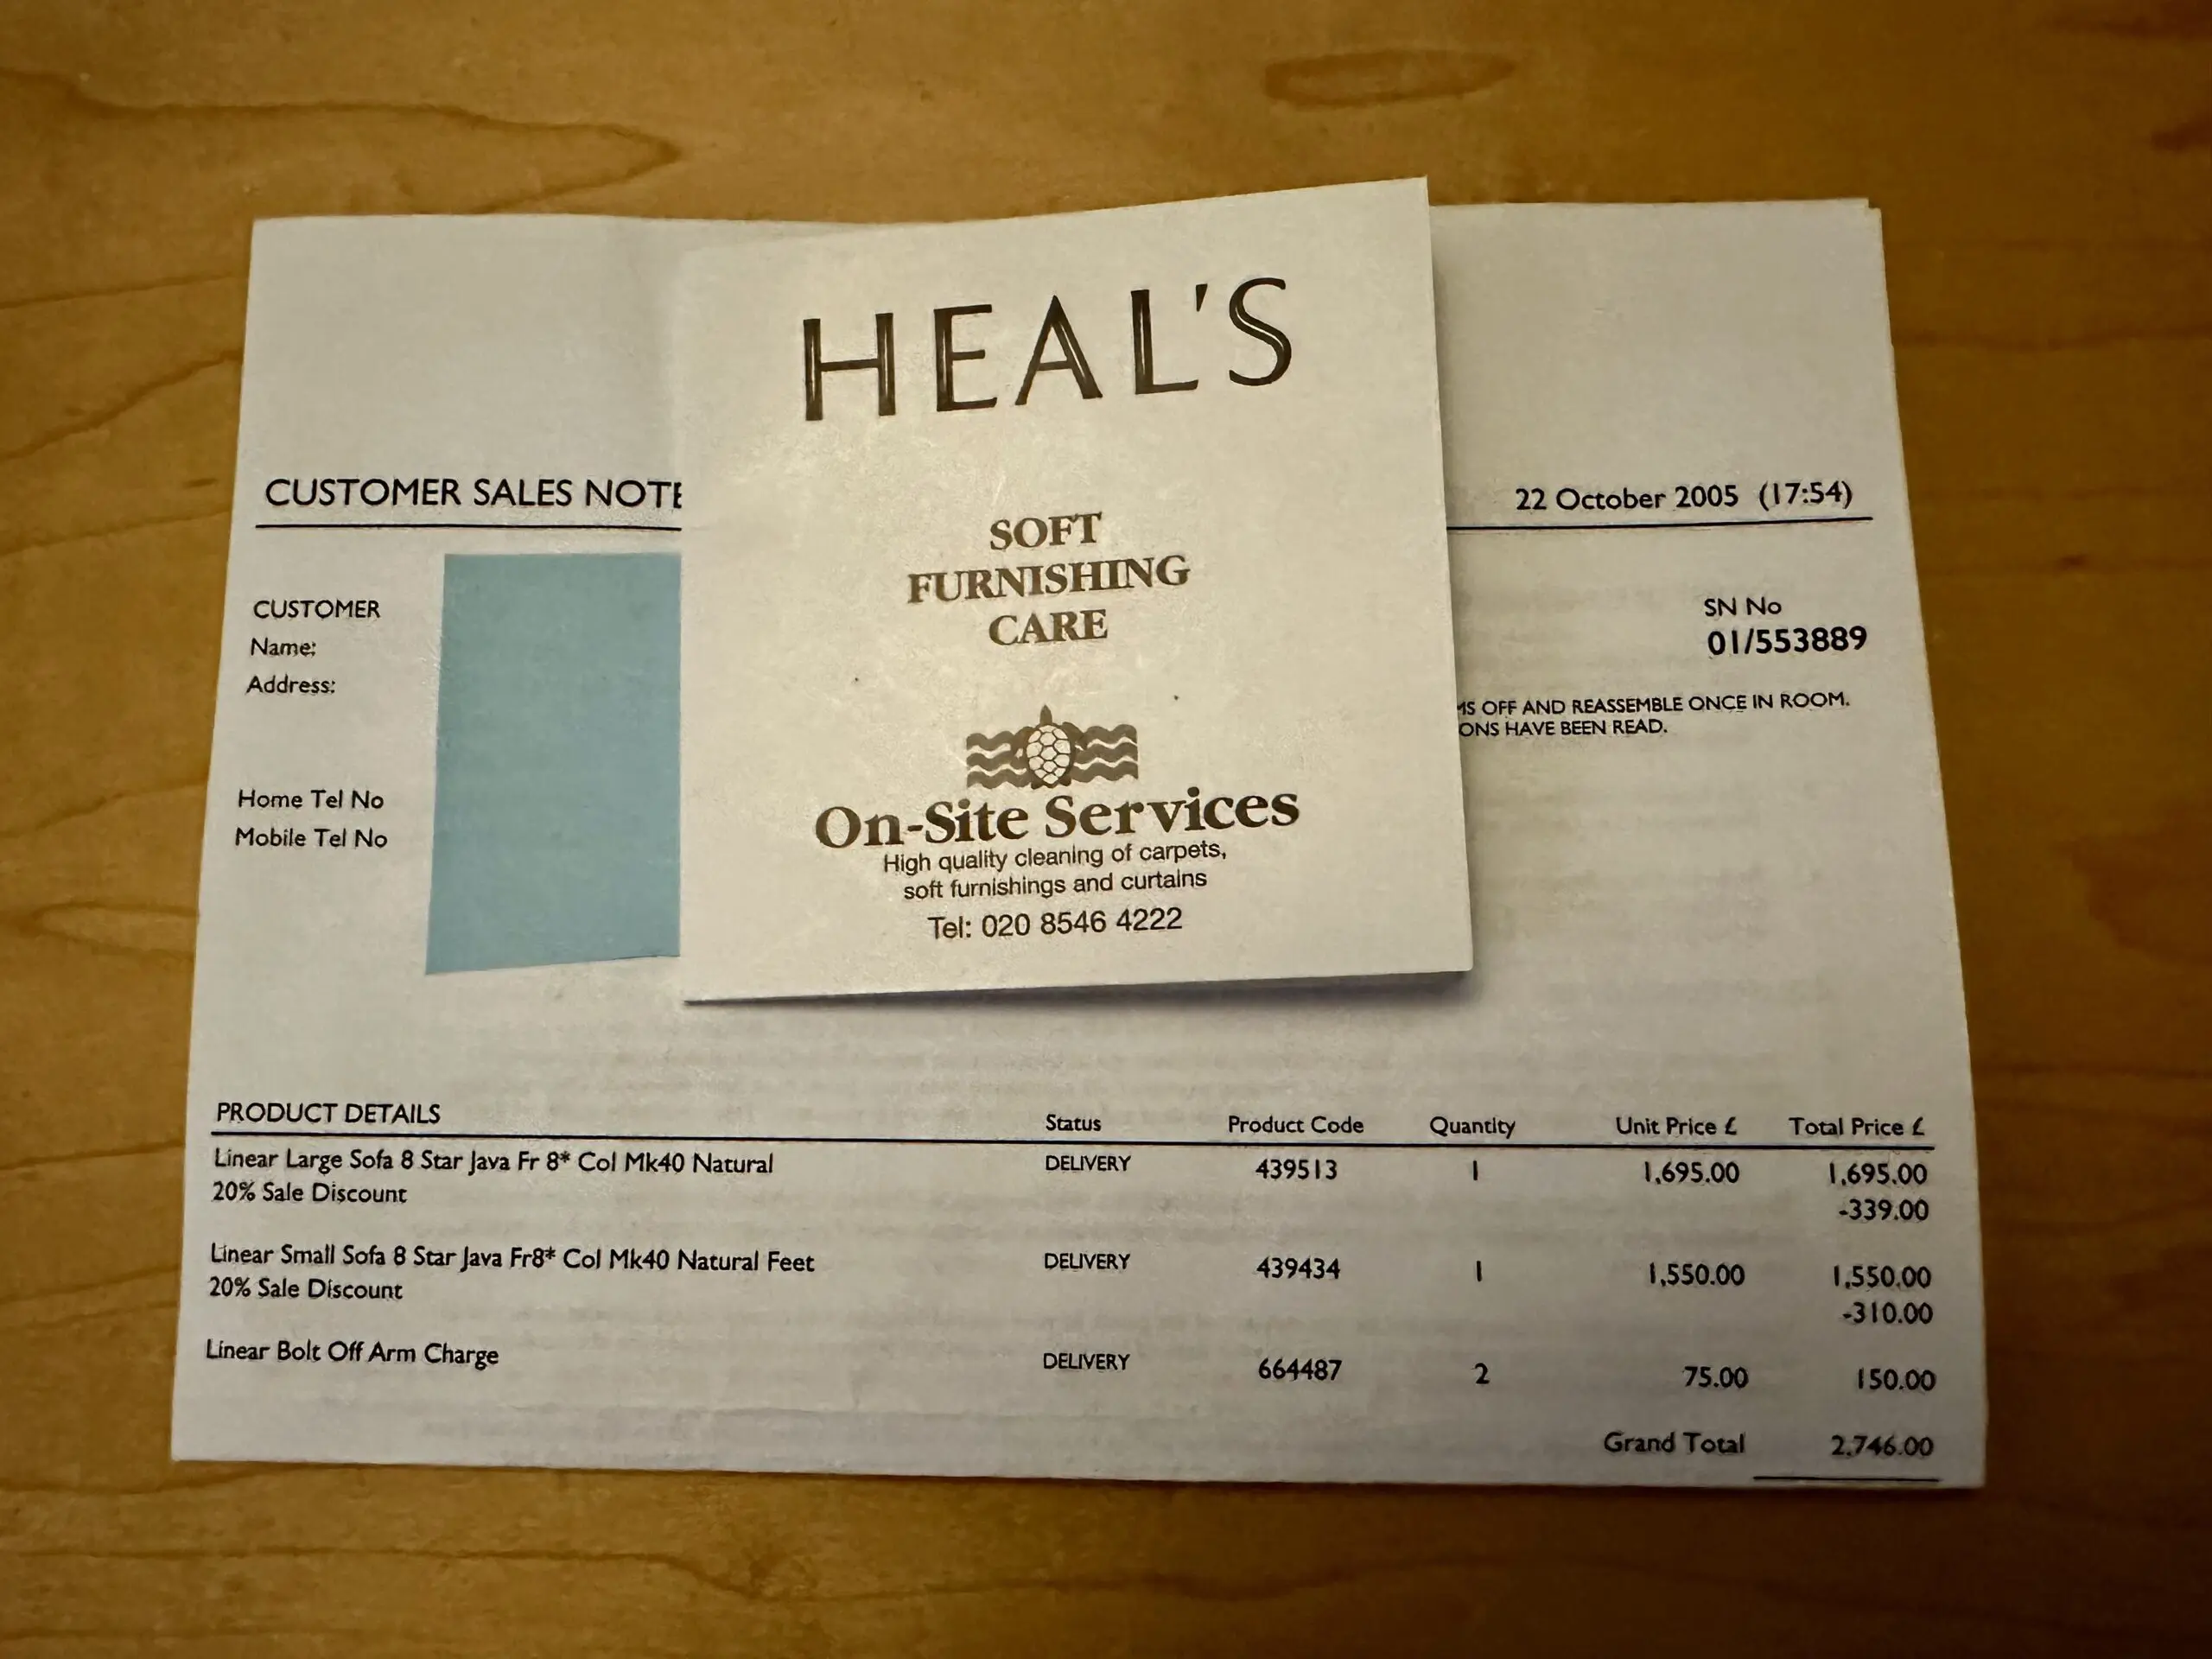 HEAL'S
SOFT
FURNISHING
CARE
On-Site Services
High quality cleaning of carpets,
soft furnishings and curtains
Tel: 020 8546 4222
CUSTOMER SALES NOTE
22 October 2005 (17:54)
CUSTOMER
Name:
Address:
Home Tel No
Mobile Tel No
SN No
01/553889
OFF AND REASSEMBLE ONCE IN ROOM.
HAVE BEEN READ.
PRODUCT DETAILS Status Product Code Quantity Unit Price £ Total Price £
Linear Large Sofa 8 Star Java Fr 8* Col Mk40 Natural DELIVERY 439513 1 1,695.00 1,695.00
20% Sale Discount -339.00
Linear Small Sofa 8 Star Java Fr8* Col Mk40 Natural Feet DELIVERY 439434 1 1,550.00 1,550.00
20% Sale Discount -310.00
Linear Bolt Off Arm Charge DELIVERY 664487 2 75.00 150.00
Grand Total 2,746.00